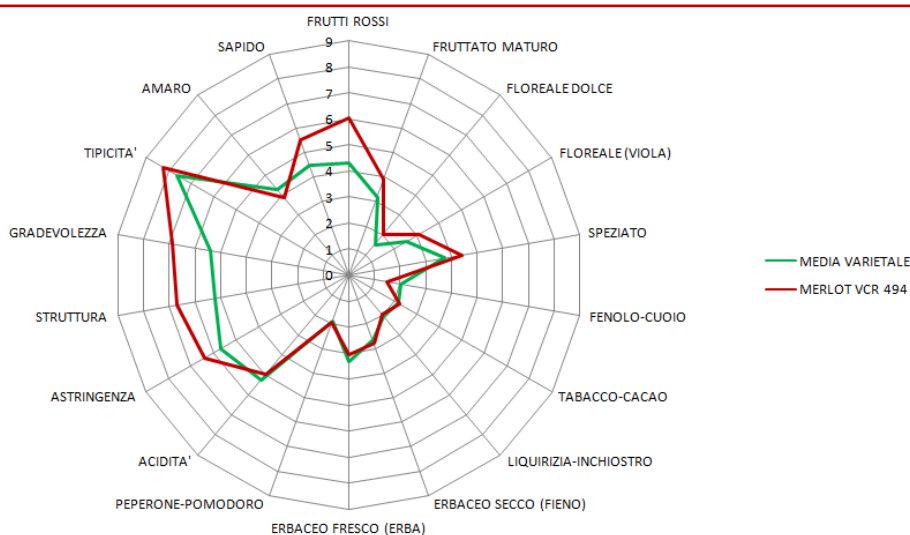 FRUTTI ROSSI
FRUTTATO MATURO
FLOREALE DOLCE
FLOREALE (VIOLA)
SPEZIATO
FENOLO-CUOIO
TABACCO-CACAO
LIQUIRIZIA-INCHIOSTRO
ERBACEO SECCO (FIENO)
ERBACEO FRESCO (ERBA)
PEPERONE-POMODORO
ACIDITA'
ASTRINGENZA
STRUTTURA
GRADEVOLEZZA
TIPICITA'
AMARO
SAPIDO
9
8
7
6
5
4
3
2
1
0
MEDIA VARIETALE
MERLOT VCR 494